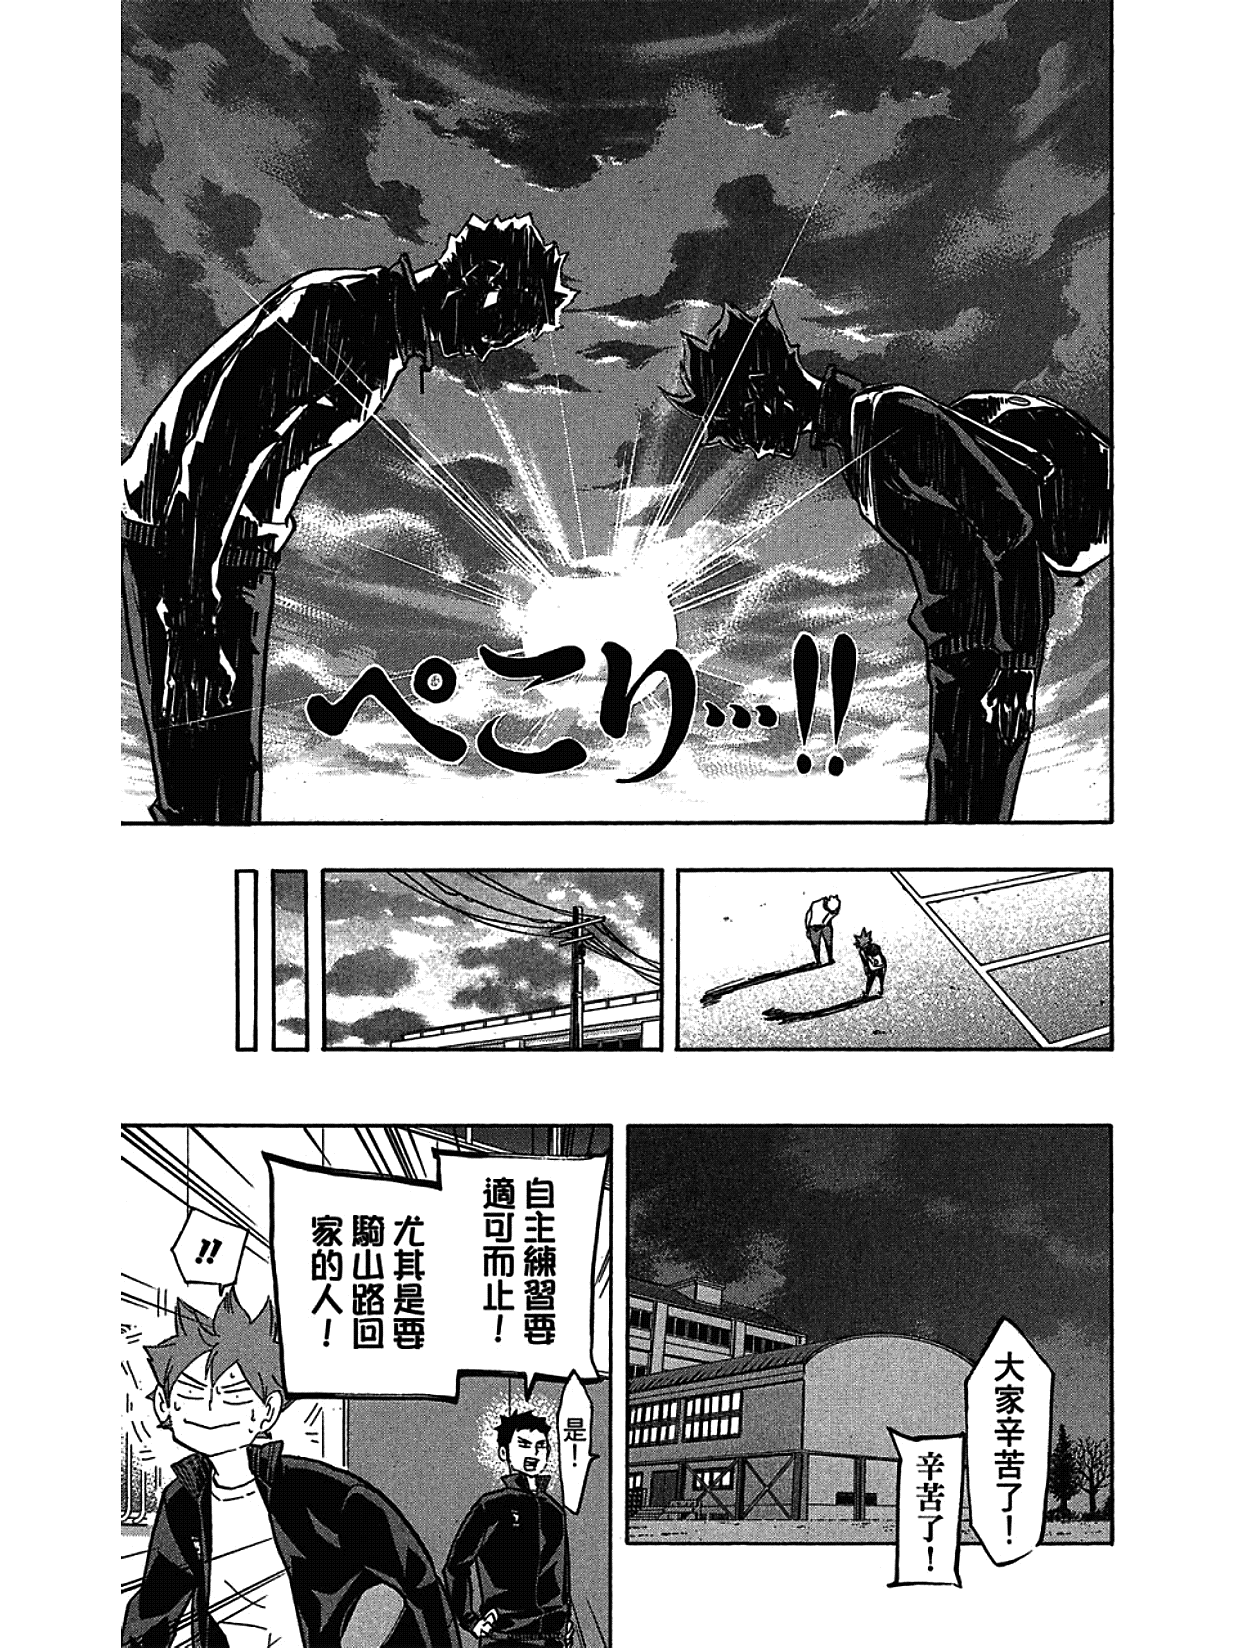 ぺこり…!!
大家辛苦了！
辛苦了！
自主練習要
適可而止！
尤其是要
騎山路回
家的人！
是！
!!